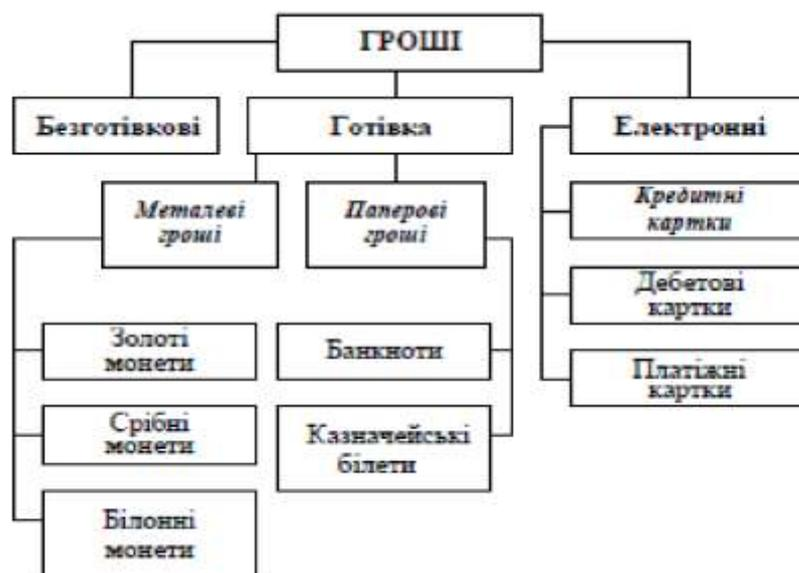 ГРОШІ
Безготівкові
Готівка
Електронні
Металеві
гроші
Паперові
гроші
Кредитні
картки
Дебетові
картки
Платіжні
картки
Золоті
монети
Банкноти
Срібні
монети
Казначейські
білети
Білонні
монети